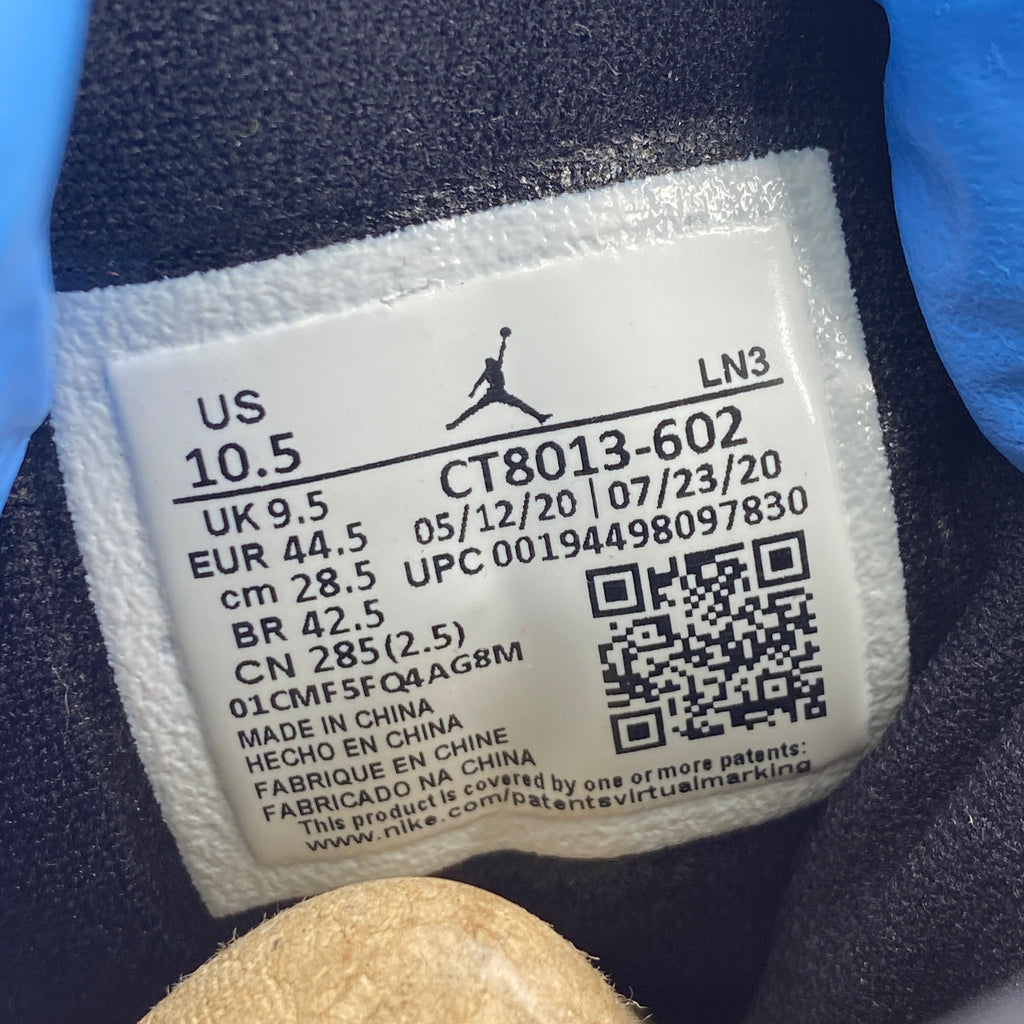 US
10.5
LN3
UK 9.5
EUR 44.5
cm 28.5
BR 42.5
CN 285(2.5)
CT8013-602
05/12/20 | 07/23/20
UPC 00194498097830
01CMF5FQ4AG8M
MADE IN CHINA
HECHO EN CHINA
FABRIQUE EN CHINE
FABRICADO NA CHINA
This product is covered by one or more patents:
www.nike.com/patentsvirtualmarking